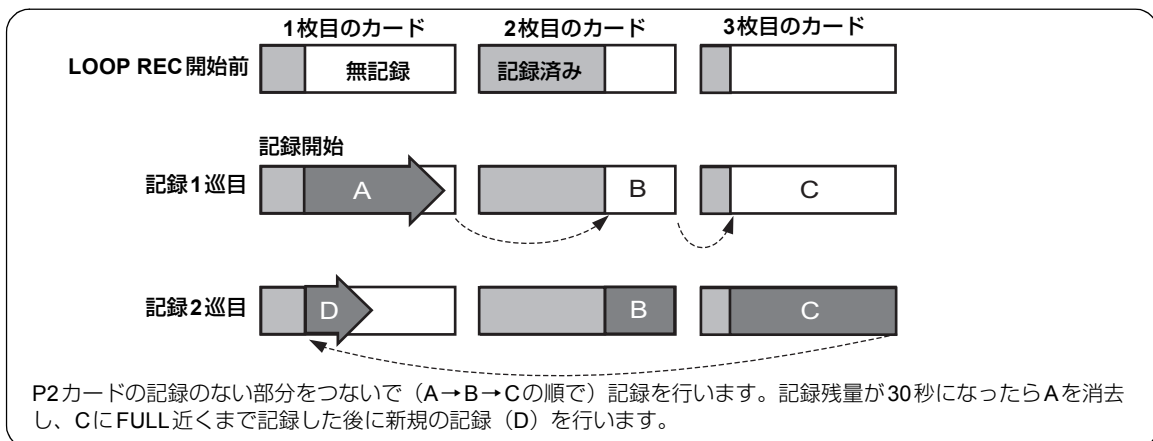 1枚目のカード 2枚目のカード 3枚目のカード
LOOP REC開始前 無記録 記録済み
記録開始
記録1巡目 A B C
記録2巡目 D B C
P2カードの記録のない部分をつないで（A→B→Cの順で）記録を行います。記録残量が30秒になったらAを消去
し、CにFULL近くまで記録した後に新規の記録（D）を行います。